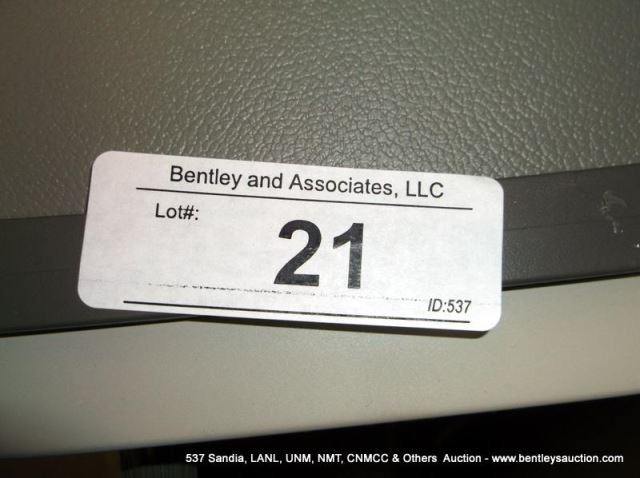 Bentley and Associates, LLC
Lot#:
21
ID:537
537 Sandia, LANL, UNM, NMT, CNMCC & Others Auction - www.bentleysauction.com